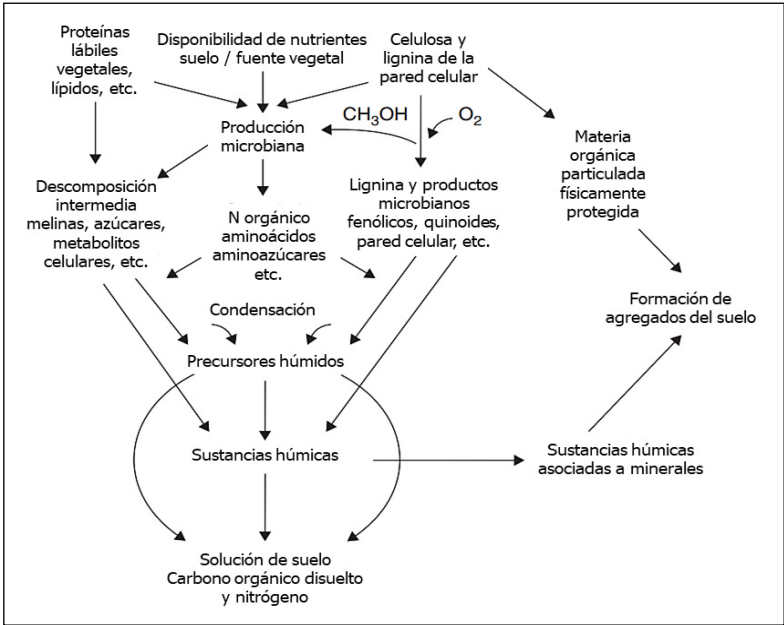 Proteínas
lábiles
vegetales,
lípidos, etc.
Disponibilidad de nutrientes
suelo / fuente vegetal
Celulosa y
lignina de la
pared celular
CH₃OH
O₂
Producción
microbiana
Materia
orgánica
particulada
físicamente
protegida
Descomposición
intermedia
melinas, azúcares,
metabolitos
celulares, etc.
N orgánico
aminoácidos
aminoazúcares
etc.
Lignina y productos
microbianos
fenólicos, quinoides,
pared celular, etc.
Formación de
agregados del suelo
Condensación
Precursores húmidos
Sustancias húmicas
Sustancias húmicas
asociadas a minerales
Solución de suelo
Carbono orgánico disuelto
y nitrógeno